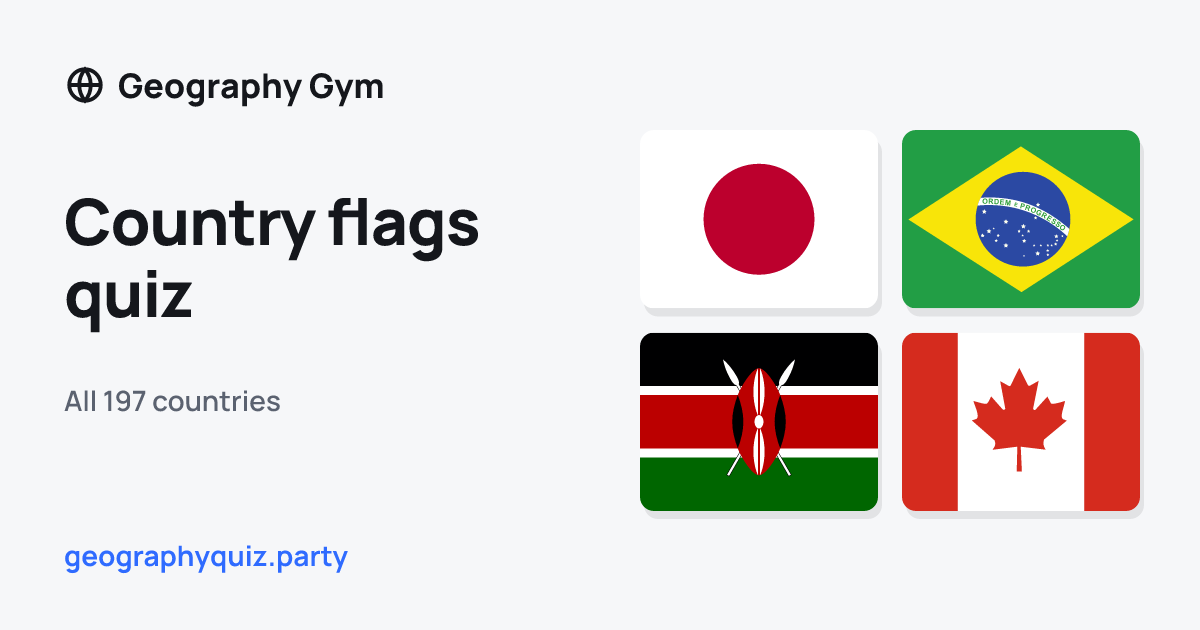 Geography Gym
Country flags
quiz
All 197 countries
geographyquiz.party
ORDEM E PROGRESSO